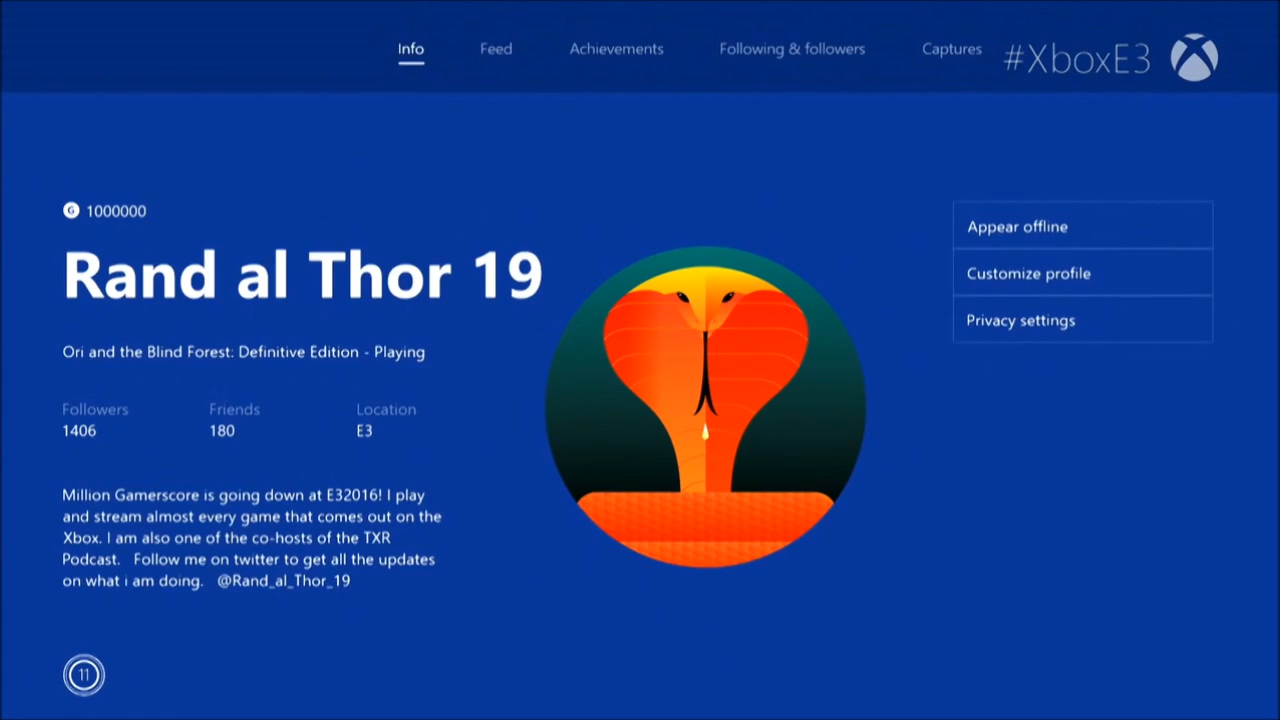 Info Feed Achievements Following & followers Captures #XboxE3
G 1000000
Rand al Thor 19
Ori and the Blind Forest: Definitive Edition - Playing
Followers Friends Location
1406 180 E3
Million Gamerscore is going down at E32016! I play
and stream almost every game that comes out on the
Xbox. I am also one of the co-hosts of the TXR
Podcast. Follow me on twitter to get all the updates
on what i am doing. @Rand_al_Thor_19
11
Appear offline
Customize profile
Privacy settings